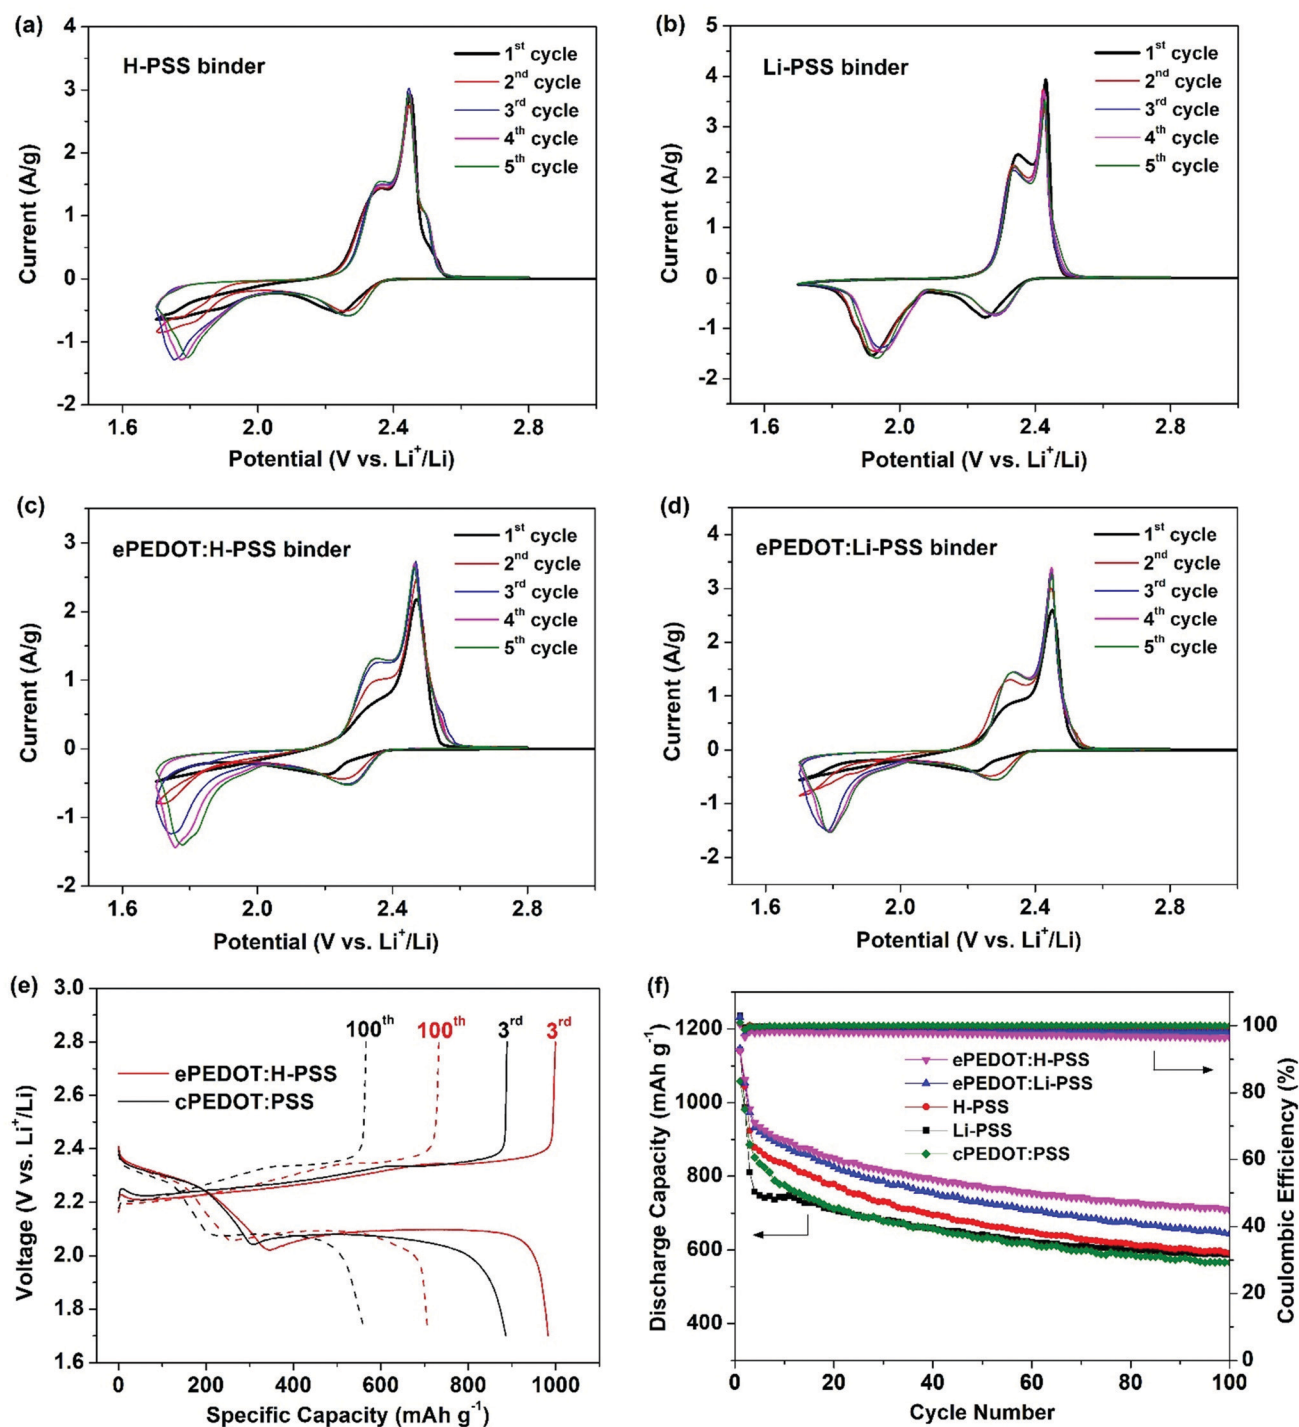 (a)
H-PSS binder
1st cycle
2nd cycle
3rd cycle
4th cycle
5th cycle
4
3
2
1
0
-1
-2
Current (A/g)
1.6 2.0 2.4 2.8
Potential (V vs. Li+/Li)
(b)
Li-PSS binder
1st cycle
2nd cycle
3rd cycle
4th cycle
5th cycle
5
4
3
2
1
0
-1
-2
Current (A/g)
1.6 2.0 2.4 2.8
Potential (V vs. Li+/Li)
(c)
ePEDOT:H-PSS binder
1st cycle
2nd cycle
3rd cycle
4th cycle
5th cycle
3
2
1
0
-1
-2
Current (A/g)
1.6 2.0 2.4 2.8
Potential (V vs. Li+/Li)
(d)
ePEDOT:Li-PSS binder
1st cycle
2nd cycle
3rd cycle
4th cycle
5th cycle
4
3
2
1
0
-1
-2
Current (A/g)
1.6 2.0 2.4 2.8
Potential (V vs. Li+/Li)
(e)
100th 100th 3rd 3rd
ePEDOT:H-PSS
cPEDOT:PSS
3.0
2.8
2.6
2.4
2.2
2.0
1.8
1.6
Voltage (V vs. Li+/Li)
0 200 400 600 800 1000
Specific Capacity (mAh g-1)
(f)
ePEDOT:H-PSS
ePEDOT:Li-PSS
H-PSS
Li-PSS
cPEDOT:PSS
1200
1000
800
600
400
Discharge Capacity (mAh g-1)
100
80
60
40
20
0
Coulombic Efficiency (%)
0 20 40 60 80 100
Cycle Number